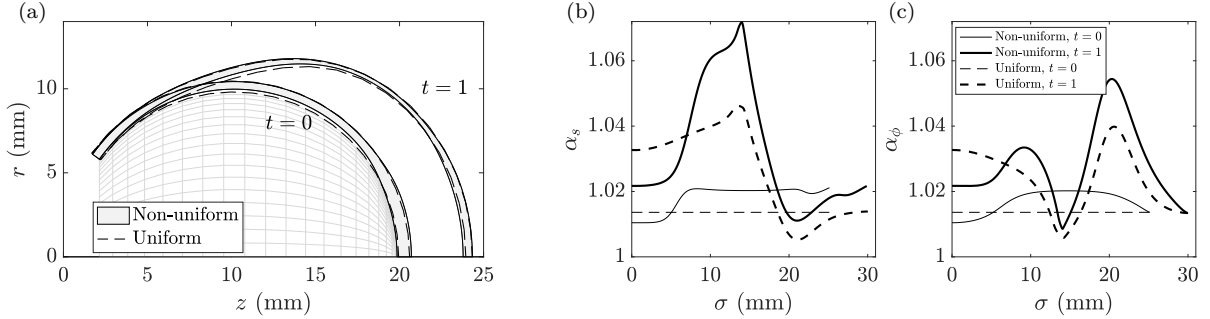 (a)
r (mm)
10
5
0
t = 1
t = 0
Non-uniform
Uniform
0 5 10 15 20 25
z (mm)
(b)
α_s
1.06
1.04
1.02
1
0 10 20 30
σ (mm)
(c)
α_ϕ
1.06
1.04
1.02
1
Non-uniform, t = 0
Non-uniform, t = 1
Uniform, t = 0
Uniform, t = 1
0 10 20 30
σ (mm)